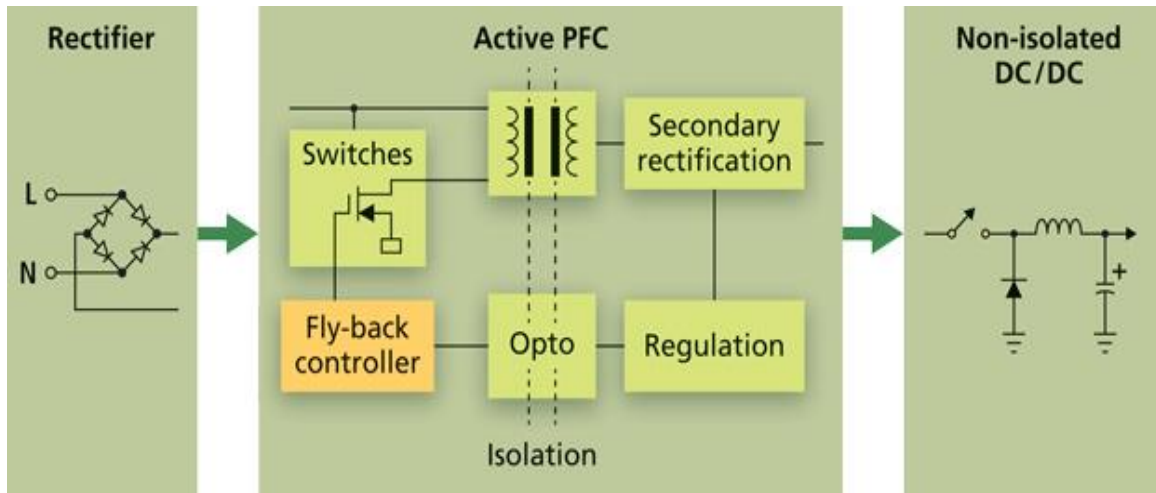 Rectifier
L
N
Active PFC
Switches
Secondary
rectification
Fly-back
controller
Opto
Regulation
Isolation
Non-isolated
DC/DC
+